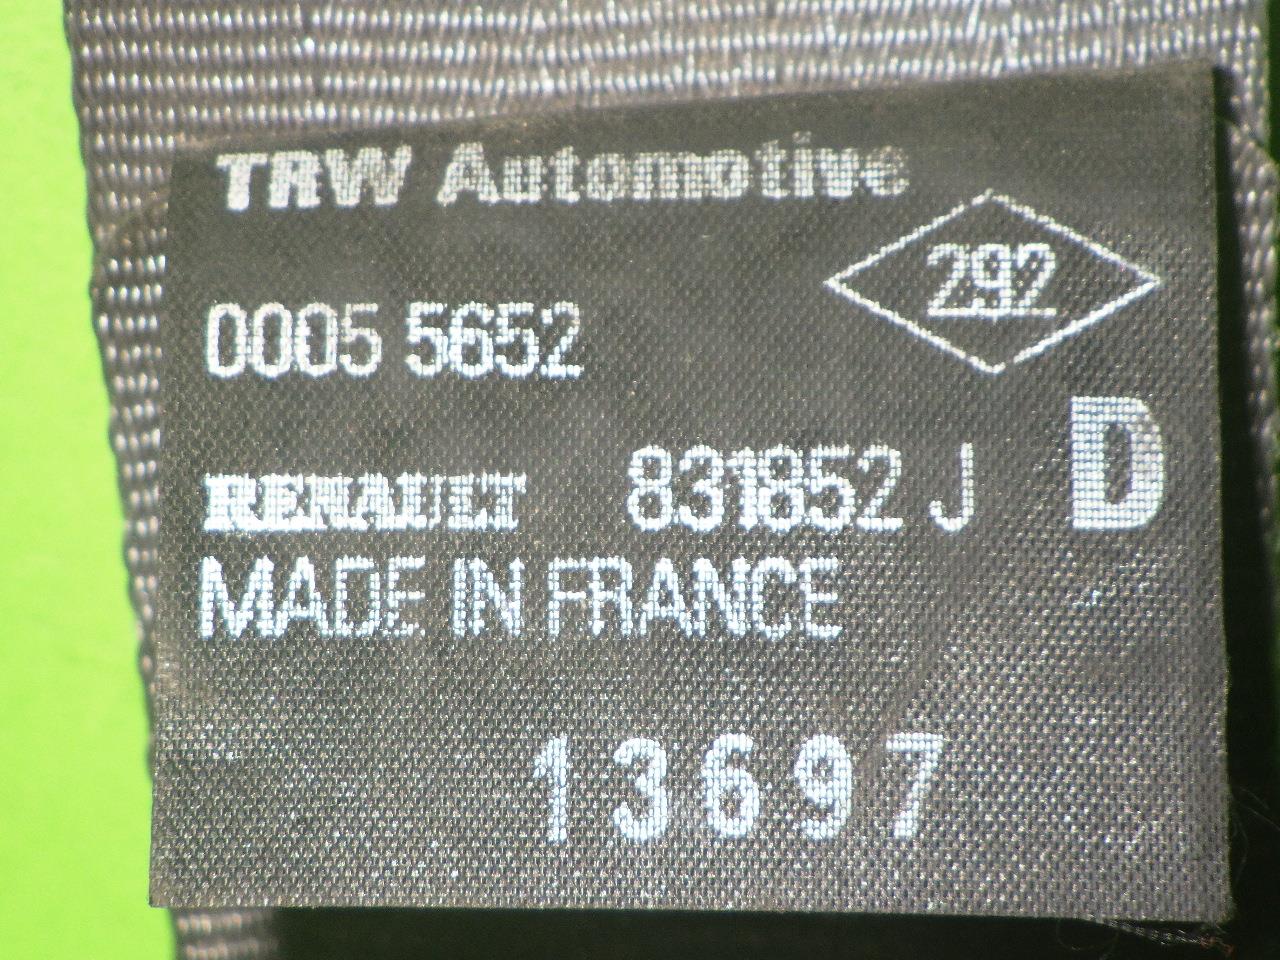 TRW Automotive
292
0005 5652
D
RENAULT 831852 J
MADE IN FRANCE
13697